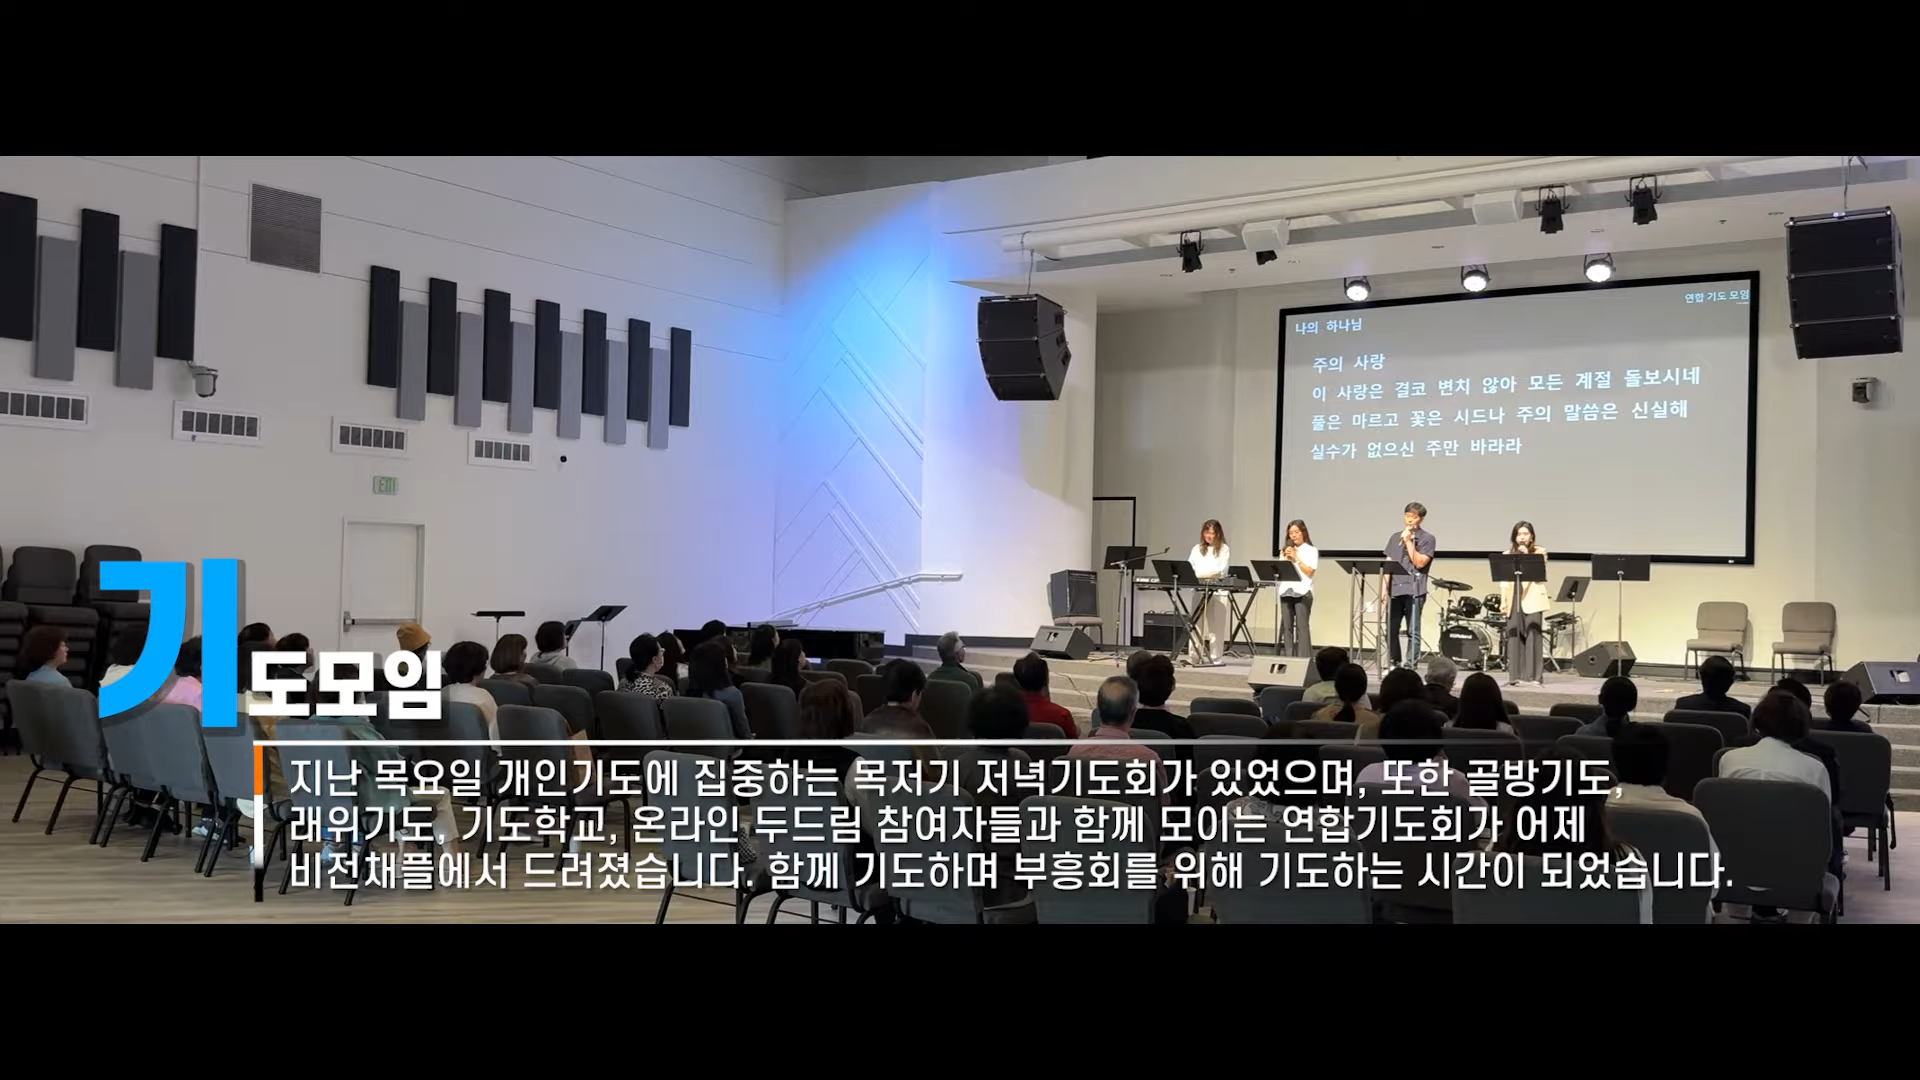 연합 기도 모임
나의 하나님
주의 사랑
이 사랑은 결코 변치 않아 모든 계절 돌보시네
풀은 마르고 꽃은 시드나 주의 말씀은 신실해
실수가 없으신 주만 바라라
기도모임
지난 목요일 개인기도에 집중하는 목저기 저녁기도회가 있었으며, 또한 골방기도,
래위기도, 기도학교, 온라인 두드림 참여자들과 함께 모이는 연합기도회가 어제
비전채플에서 드려졌습니다. 함께 기도하며 부흥회를 위해 기도하는 시간이 되었습니다.